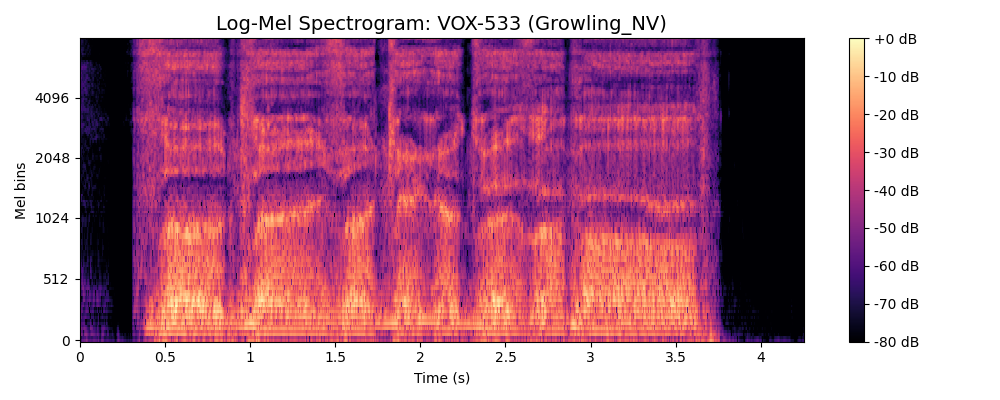 Log-Mel Spectrogram: VOX-533 (Growling_NV)
Mel bins
4096
2048
1024
512
0
0 0.5 1 1.5 2 2.5 3 3.5 4
Time (s)
+0 dB
-10 dB
-20 dB
-30 dB
-40 dB
-50 dB
-60 dB
-70 dB
-80 dB